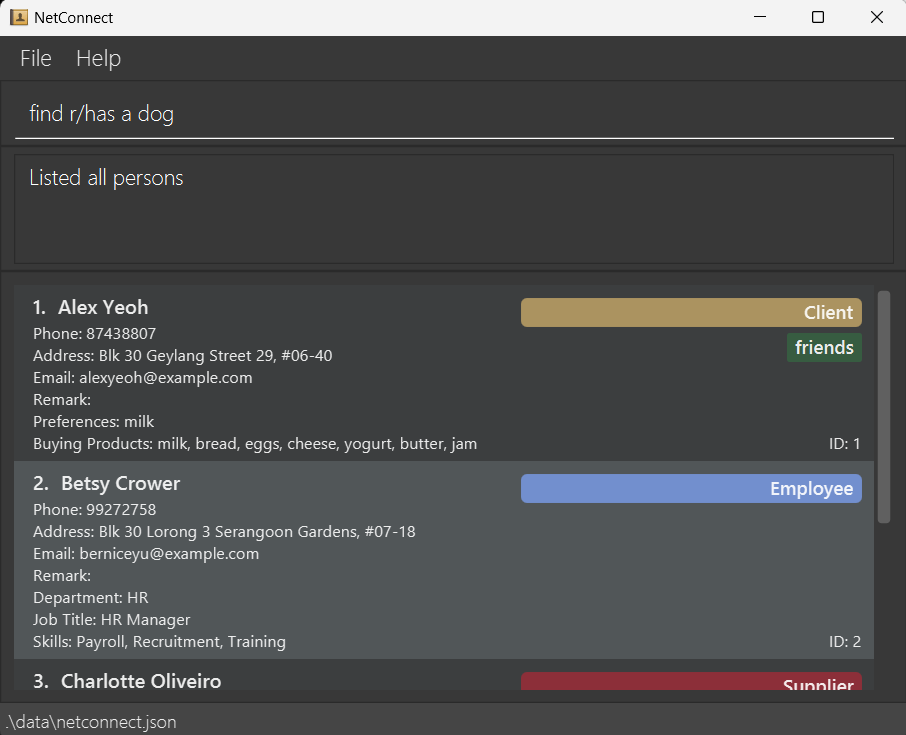 NetConnect
File Help
find r/has a dog
Listed all persons
1. Alex Yeoh
Client
Phone: 87438807
friends
Address: Blk 30 Geylang Street 29, #06-40
Email: alexyeoh@example.com
Remark:
Preferences: milk
Buying Products: milk, bread, eggs, cheese, yogurt, butter, jam
ID: 1
2. Betsy Crower
Employee
Phone: 99272758
Address: Blk 30 Lorong 3 Serangoon Gardens, #07-18
Email: berniceyu@example.com
Remark:
Department: HR
Job Title: HR Manager
Skills: Payroll, Recruitment, Training
ID: 2
3. Charlotte Oliveiro
Supplier
.\data\netconnect.json